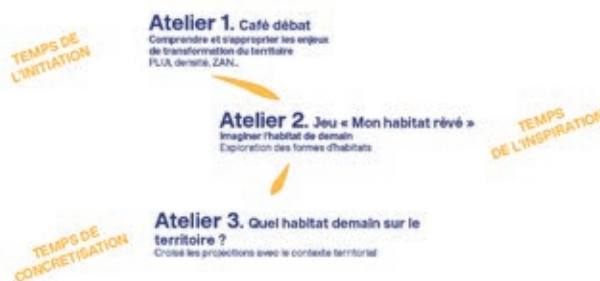 Atelier 1. Café débat
Comprendre et s'approprier les enjeux
de transformation du territoire
PLUi, densité, ZAN...
TEMPS DE
L'INITIATION
Atelier 2. Jeu « Mon habitat rêvé »
Imaginer l'habitat de demain
Exploration des formes d'habitats
TEMPS
DE L'INSPIRATION
Atelier 3. Quel habitat demain sur le
territoire ?
Croisé les projections avec le contexte territorial
TEMPS DE
CONCRETISATION